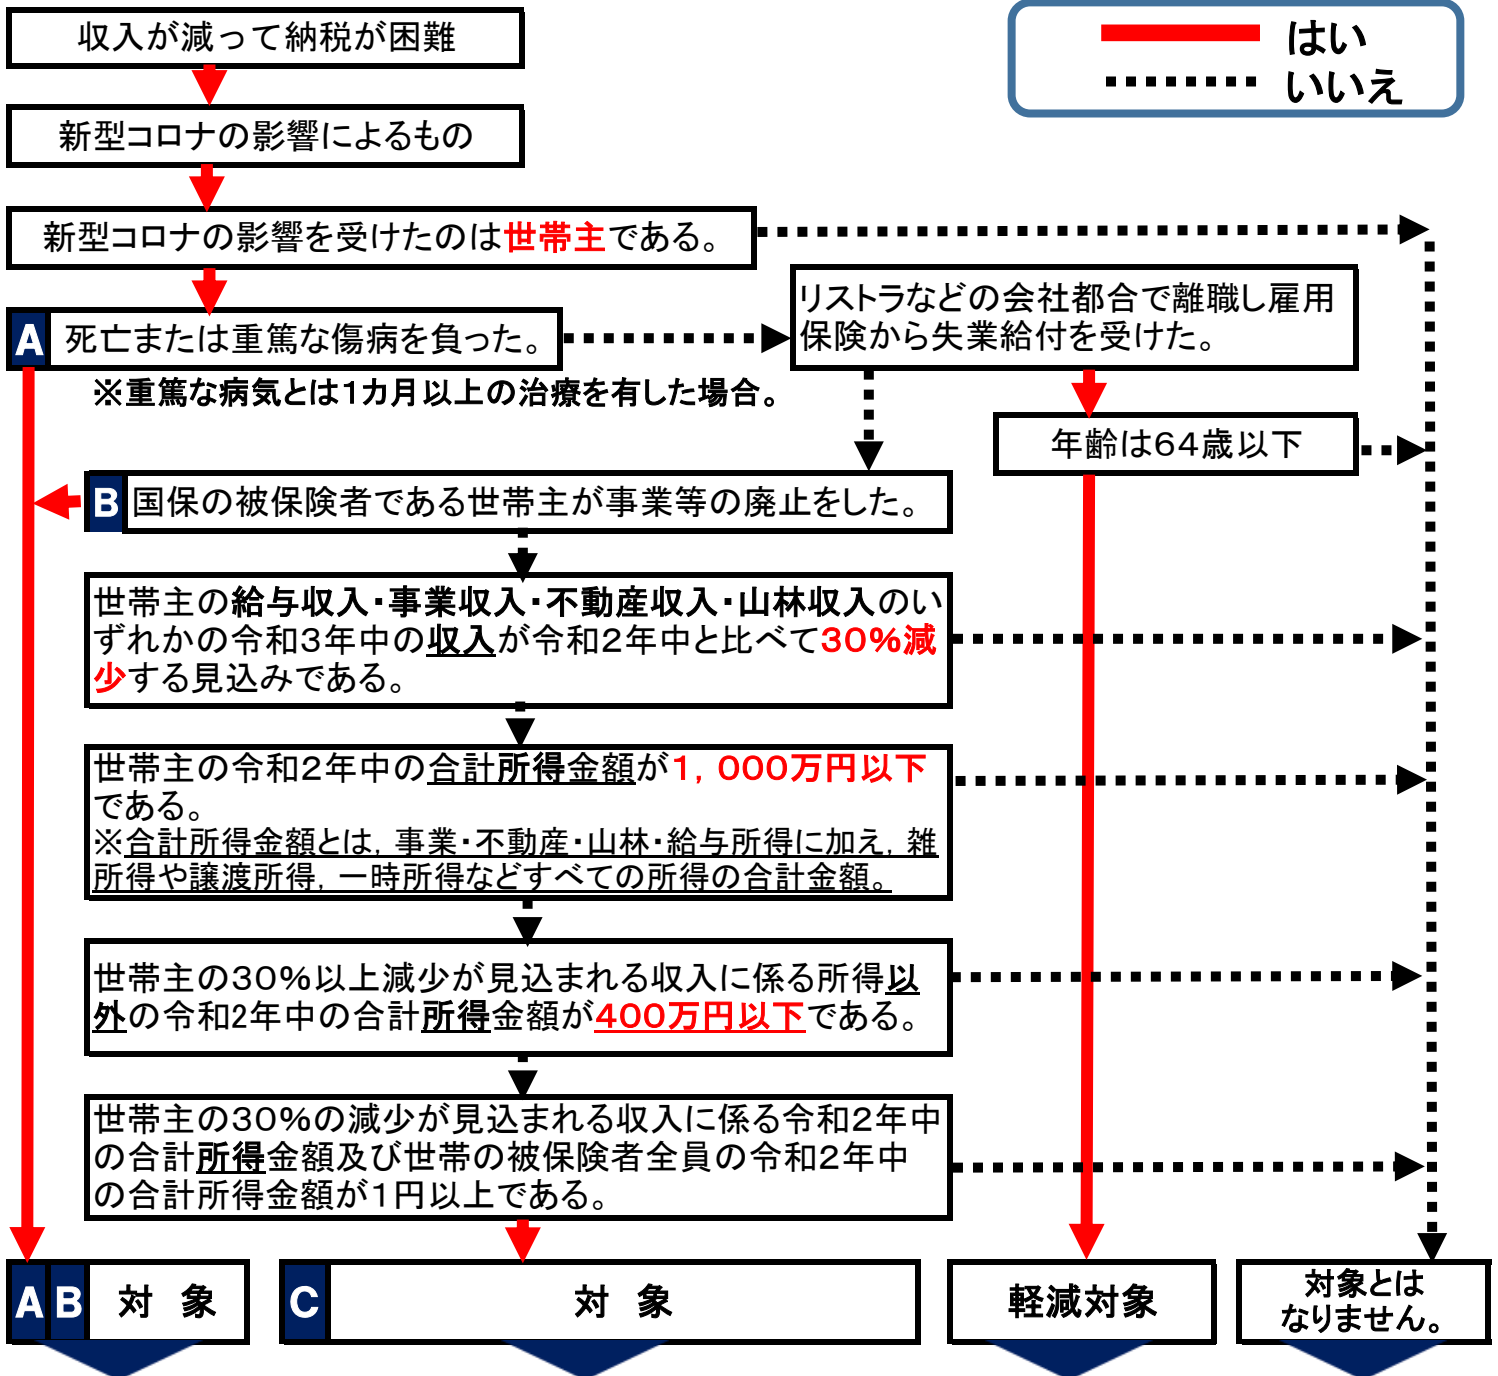 収入が減って納税が困難
はい
いいえ
新型コロナの影響によるもの
新型コロナの影響を受けたのは世帯主である。
A 死亡または重篤な傷病を負った。
※重篤な病気とは1カ月以上の治療を有した場合。
リストラなどの会社都合で離職し雇用
保険から失業給付を受けた。
年齢は64歳以下
B 国保の被保険者である世帯主が事業等の廃止をした。
世帯主の給与収入・事業収入・不動産収入・山林収入のい
ずれかの令和3年中の収入が令和2年中と比べて30%減
少する見込みである。
世帯主の令和2年中の合計所得金額が1,000万円以下
である。
※合計所得金額とは,事業・不動産・山林・給与所得に加え,雑
所得や譲渡所得,一時所得などすべての所得の合計金額。
世帯主の30%以上減少が見込まれる収入に係る所得以
外の令和2年中の合計所得金額が400万円以下である。
世帯主の30%の減少が見込まれる収入に係る令和2年中
の合計所得金額及び世帯の被保険者全員の令和2年中
の合計所得金額が1円以上である。
A B 対 象
C 対 象
軽減対象
対象とは
なりません。